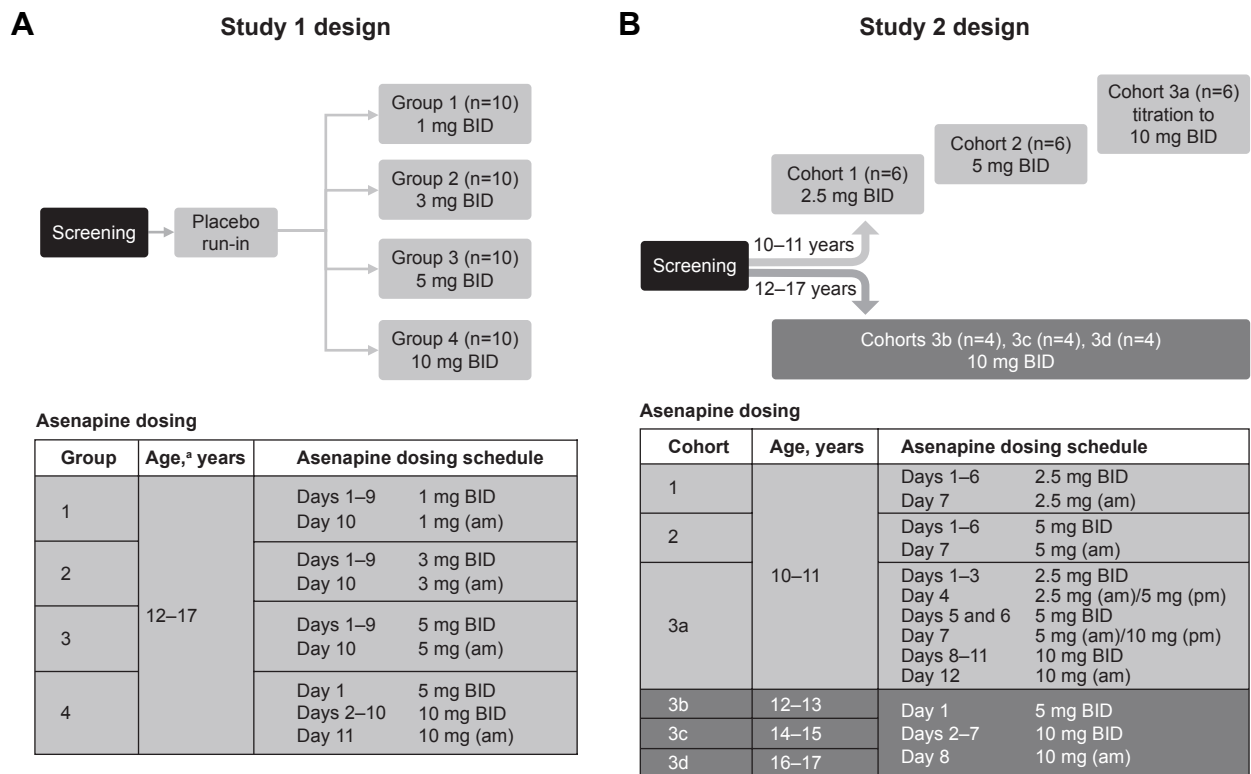 A
Study 1 design
Screening
Placebo
run-in
Group 1 (n=10)
1 mg BID
Group 2 (n=10)
3 mg BID
Group 3 (n=10)
5 mg BID
Group 4 (n=10)
10 mg BID
Asenapine dosing
Group Age,ª years Asenapine dosing schedule
1
12–17
Days 1–9 1 mg BID
Day 10 1 mg (am)
2
Days 1–9 3 mg BID
Day 10 3 mg (am)
3
Days 1–9 5 mg BID
Day 10 5 mg (am)
4
Day 1 5 mg BID
Days 2–10 10 mg BID
Day 11 10 mg (am)
B
Study 2 design
Screening
10–11 years
12–17 years
Cohort 1 (n=6)
2.5 mg BID
Cohort 2 (n=6)
5 mg BID
Cohort 3a (n=6)
titration to
10 mg BID
Cohorts 3b (n=4), 3c (n=4), 3d (n=4)
10 mg BID
Asenapine dosing
Cohort Age, years Asenapine dosing schedule
1
10–11
Days 1–6 2.5 mg BID
Day 7 2.5 mg (am)
2
Days 1–6 5 mg BID
Day 7 5 mg (am)
3a
Days 1–3 2.5 mg BID
Day 4 2.5 mg (am)/5 mg (pm)
Days 5 and 6 5 mg BID
Day 7 5 mg (am)/10 mg (pm)
Days 8–11 10 mg BID
Day 12 10 mg (am)
3b 12–13
3c 14–15
3d 16–17
Day 1 5 mg BID
Days 2–7 10 mg BID
Day 8 10 mg (am)